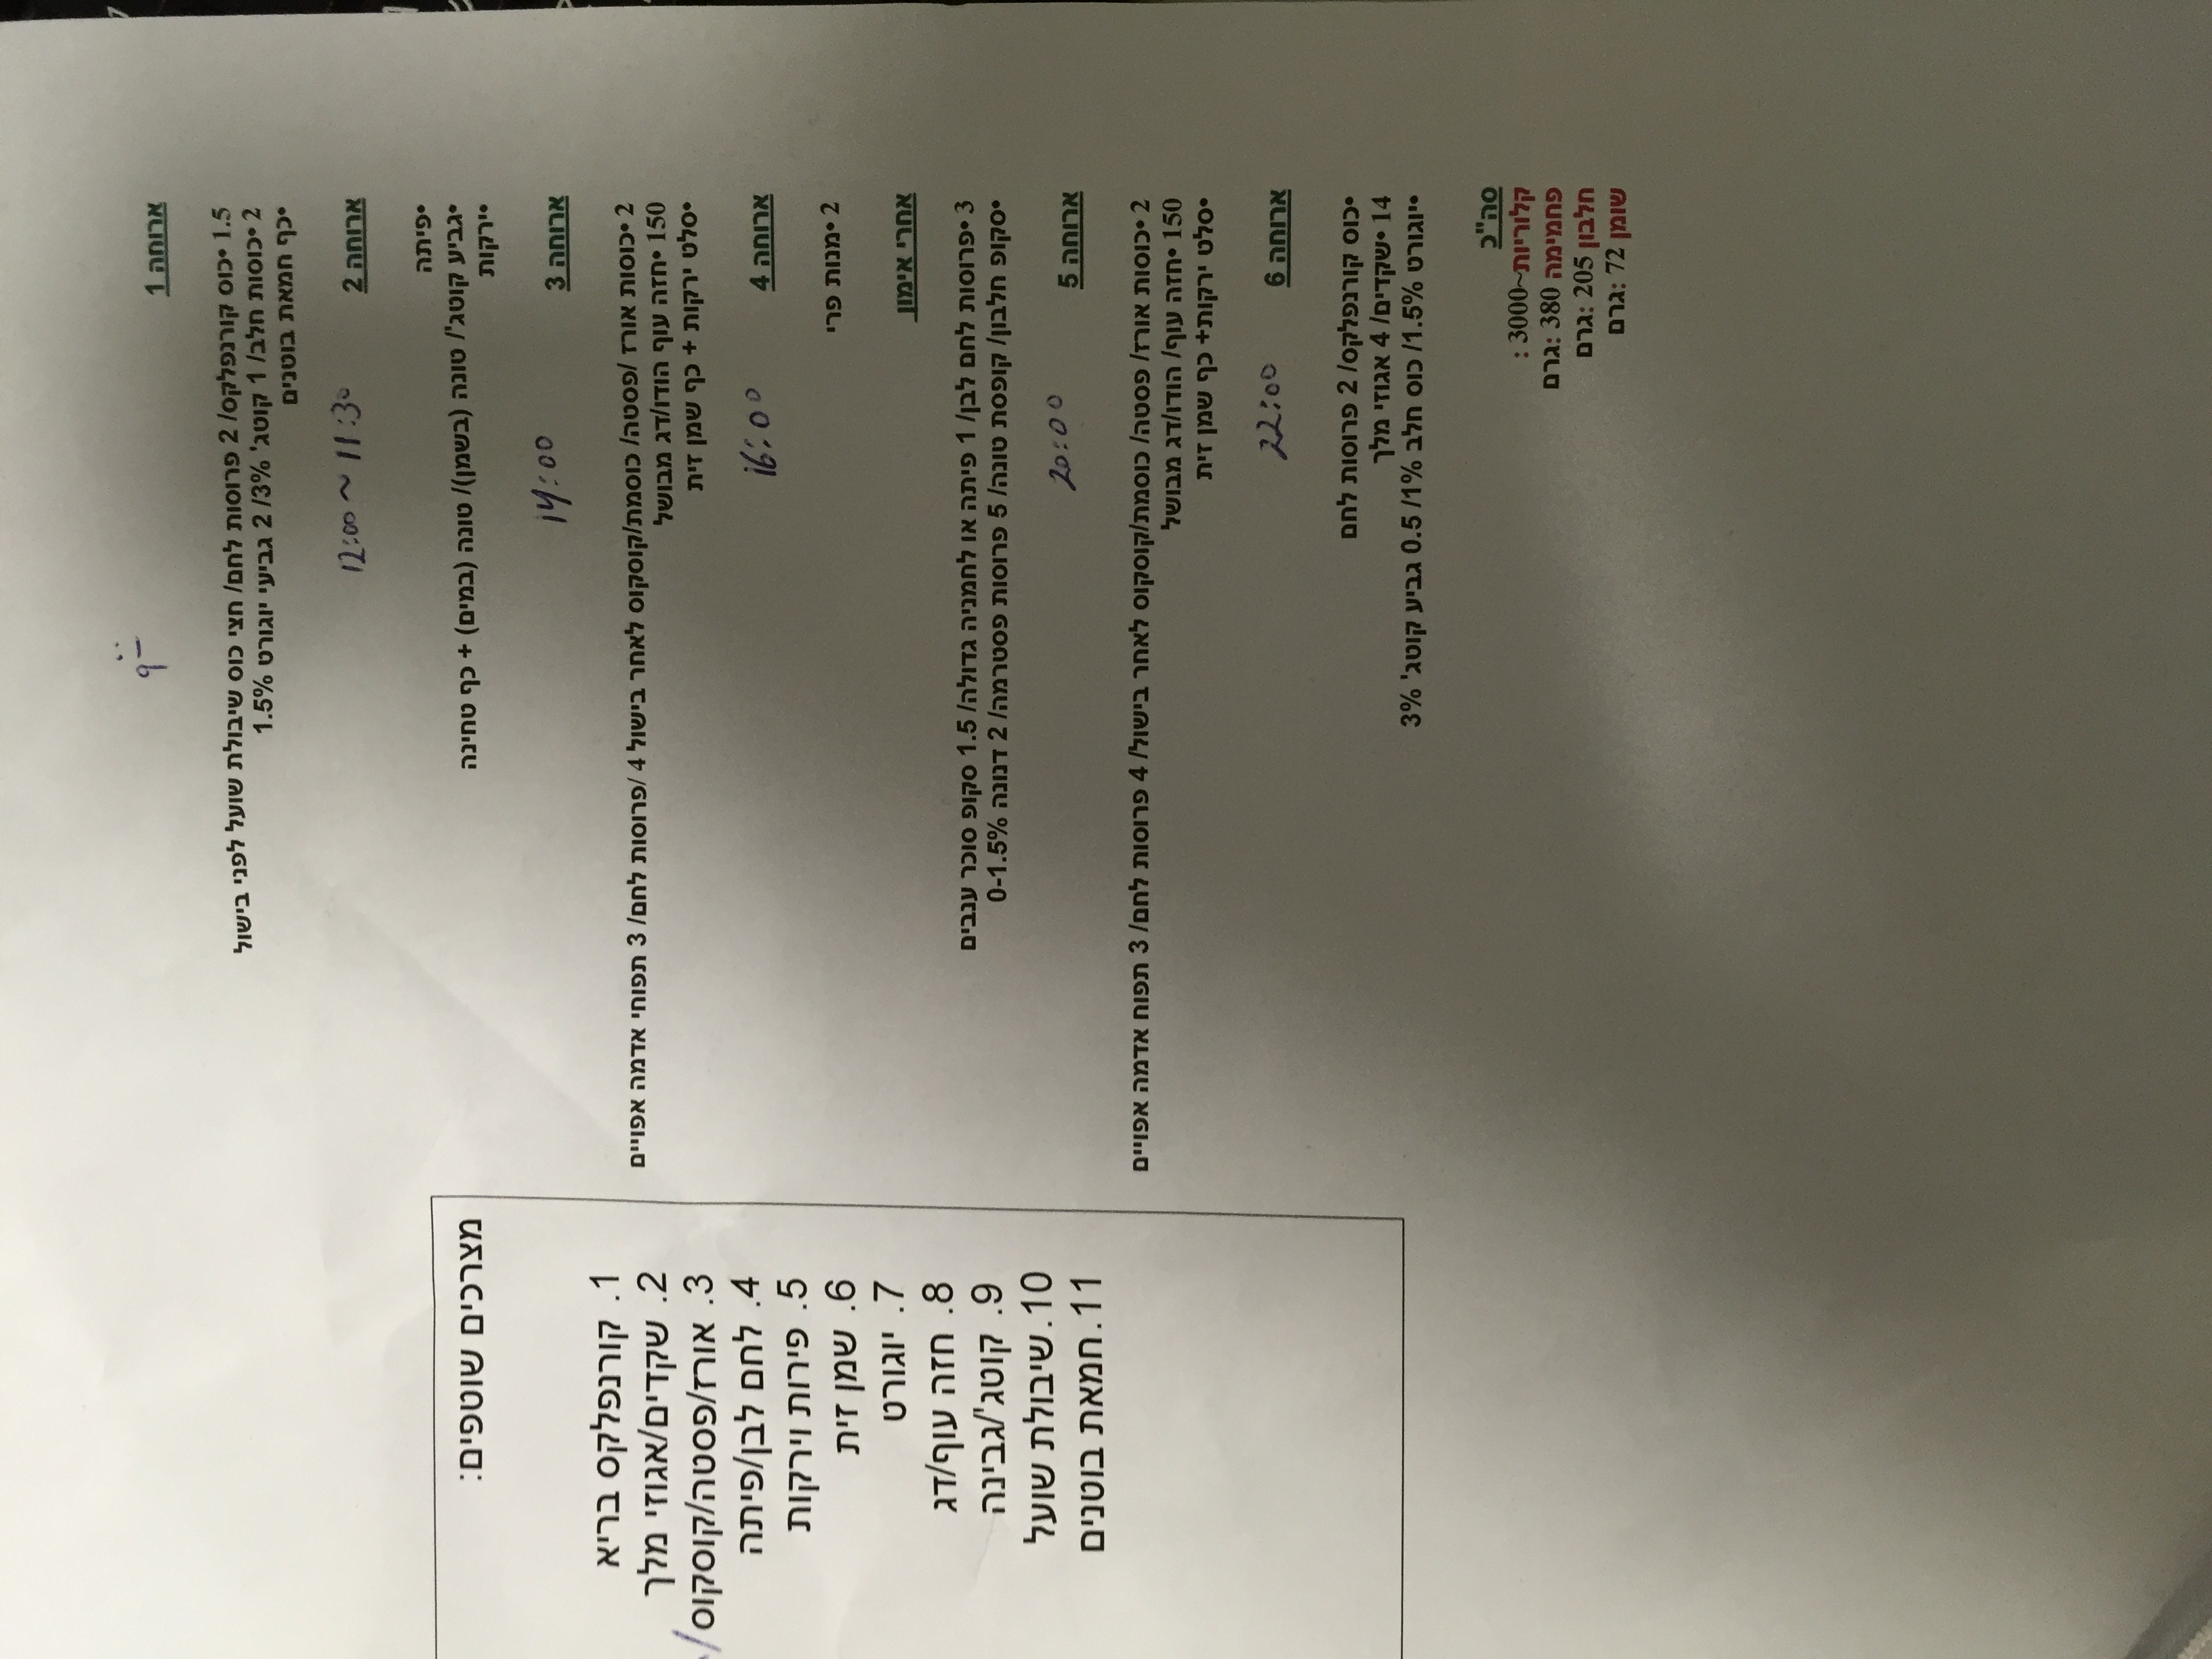 ארוחה 1
1.5 •כוס קורנפלקס/ 2 פרוסות לחם/ חצי כוס שיבולת שועל לפני בישול
2 •כוסות חלב/ 1 קוטג' 3%/ 2 גביעי יוגורט 1.5%
•כף חמאת בוטנים
ארוחה 2 11:30 ~ 12:00
•פיתה
•גביע קוטג'/ טונה (בשמן)/ טונה (במים) + כף טחינה
•ירקות
ארוחה 3 14:00
2 •כוסות אורז /פסטה/ כוסמת/קוסקוס לאחר בישול 4 /פרוסות לחם/ 3 תפוחי אדמה אפויים
150 •חזה עוף הודו/דג מבושל
•סלט ירקות + כף שמן זית
ארוחה 4 16:00
2 •מנות פרי
אחרי אימון
3 •פרוסות לחם לבן/ 1 פיתה או לחמניה גדולה/ 1.5 סקופ סוכר ענבים
•סקופ חלבון/ קופסת טונה/ 5 פרוסות פסטרמה/ 2 דנונה 0-1.5%
ארוחה 5 20:00
2 •כוסות אורז/ פסטה/ כוסמת/קוסקוס לאחר בישול/ 4 פרוסות לחם/ 3 תפוח אדמה אפויים
150 •חזה עוף/ הודו/דג מבושל
•סלט ירקות+ כף שמן זית
ארוחה 6 22:00
•כוס קורנפלקס/ 2 פרוסות לחם
14 •שקדים/ 4 אגוזי מלך
•יוגורט 1.5%/ כוס חלב 1%/ 0.5 גביע קוטג' 3%
סה"כ
קלוריות~3000 :
פחמימה 380 :גרם
חלבון 205 :גרם
שומן 72 :גרם
מצרכים שוטפים:
1. קורנפלקס בריא
2. שקדים/אגוזי מלך
3. אורז/פסטה/קוסקוס/
4. לחם לבן/פיתה
5. פירות וירקות
6. שמן זית
7. יוגורט
8. חזה עוף/דג
9. קוטג'/גבינה
10.שיבולת שועל
11.חמאת בוטנים